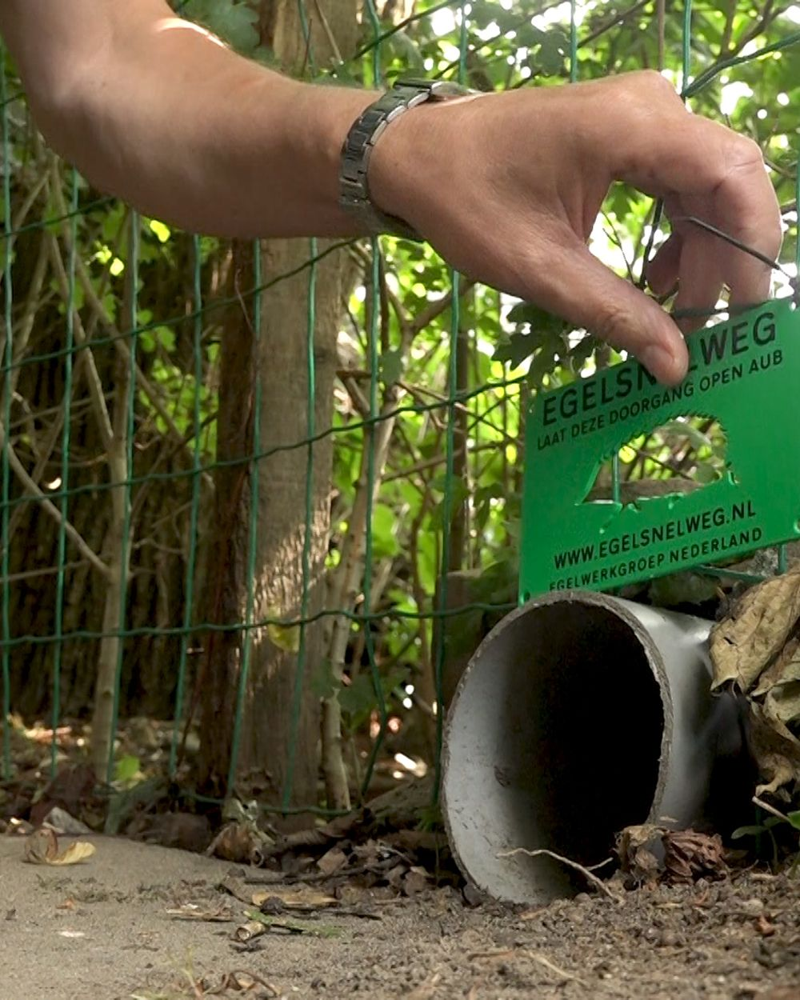 EGELSNELWEG
LAAT DEZE DOORGANG OPEN AUB
WWW.EGELSNELWEG.NL
EGELWERKGROEP NEDERLAND